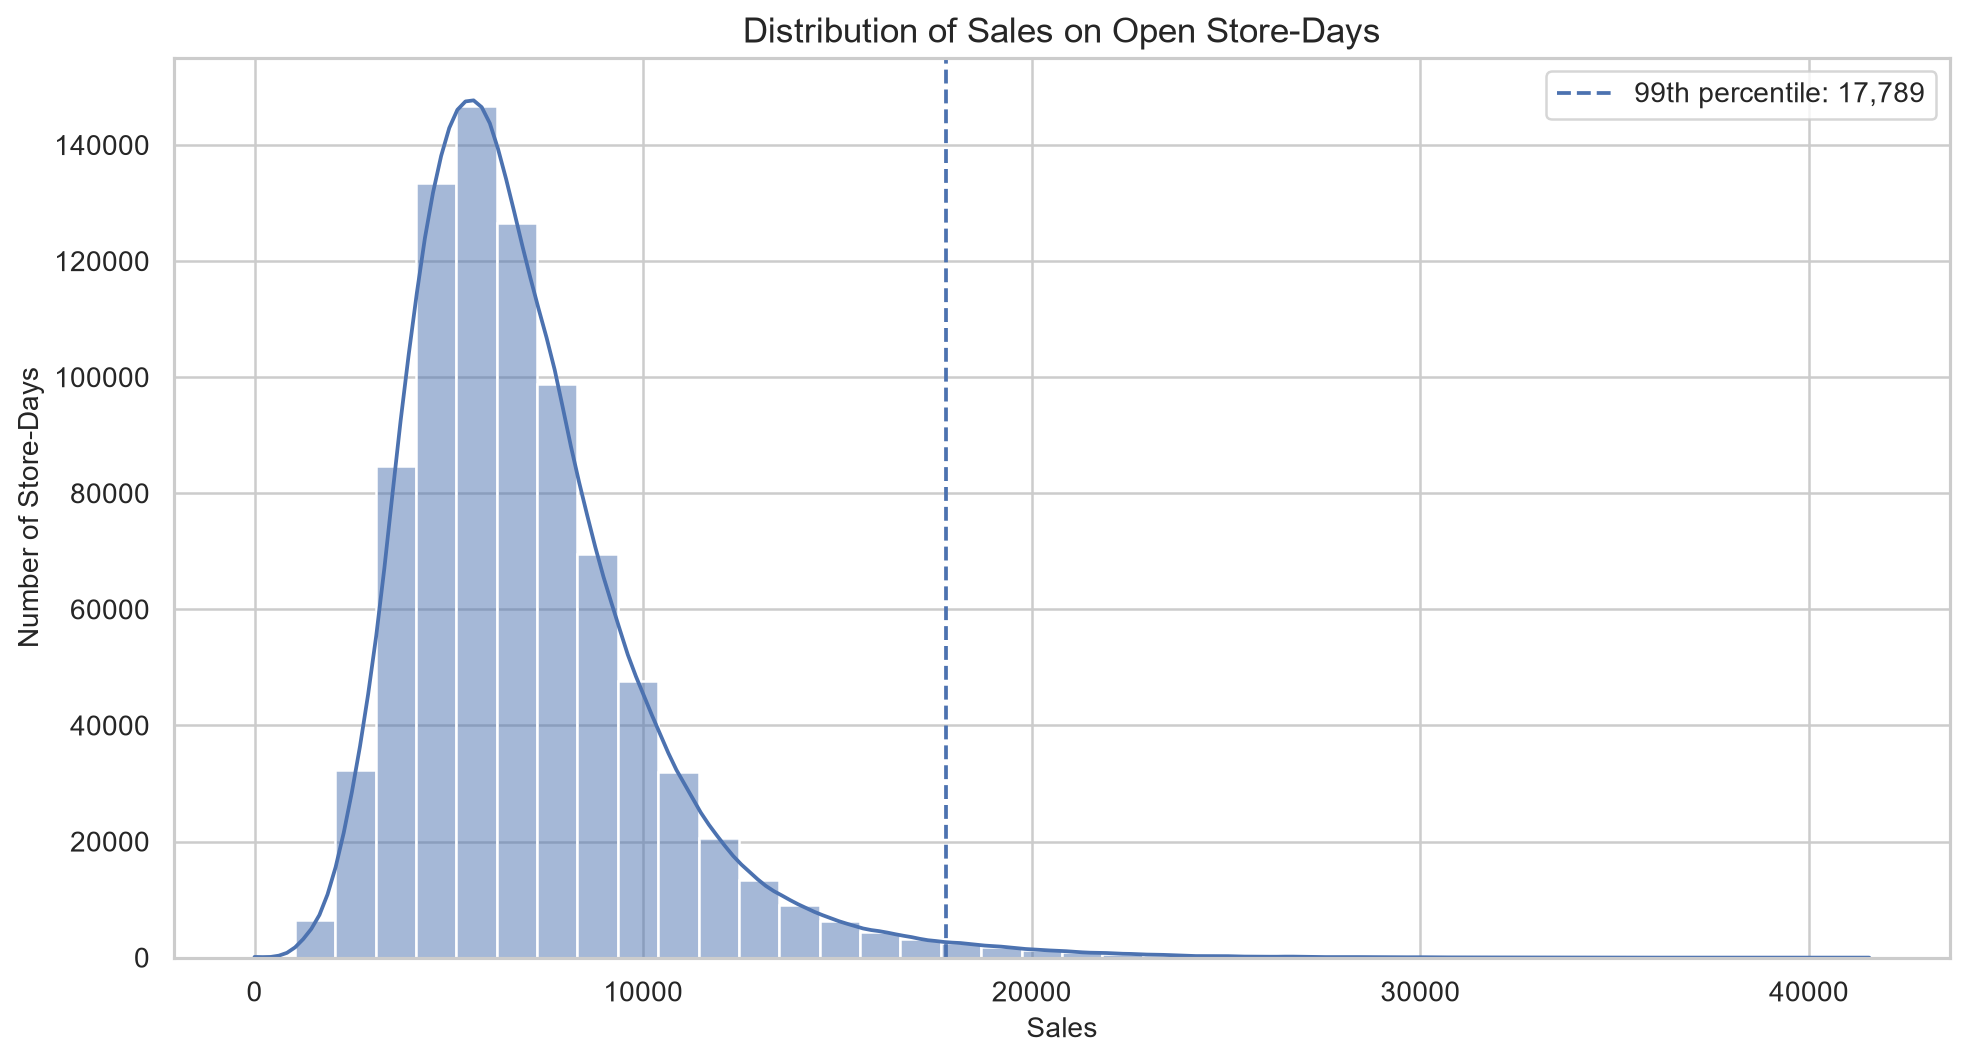 Distribution of Sales on Open Store-Days
99th percentile: 17,789
Number of Store-Days
140000
120000
100000
80000
60000
40000
20000
0
0 10000 20000 30000 40000
Sales